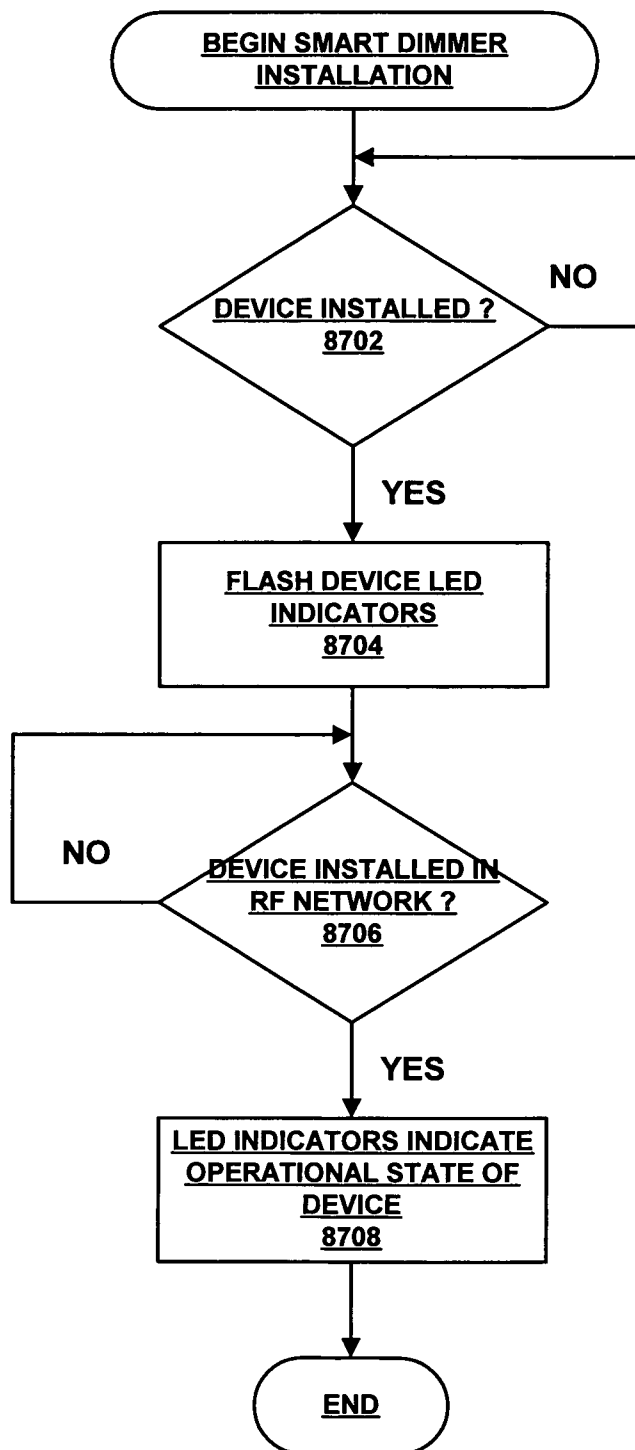 BEGIN SMART DIMMER
INSTALLATION
DEVICE INSTALLED ?
8702
NO
YES
FLASH DEVICE LED
INDICATORS
8704
NO
DEVICE INSTALLED IN
RF NETWORK ?
8706
YES
LED INDICATORS INDICATE
OPERATIONAL STATE OF
DEVICE
8708
END